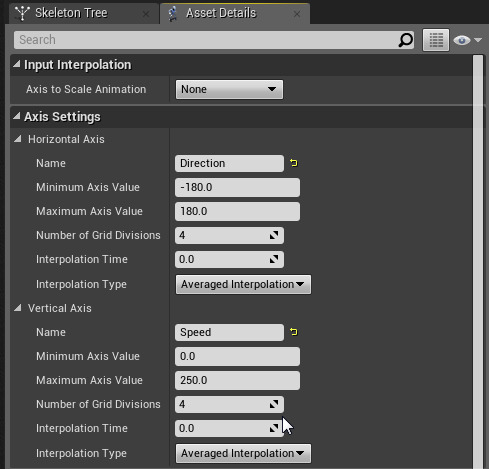 Skeleton Tree Asset Details
Search
Input Interpolation
Axis to Scale Animation None
Axis Settings
Horizontal Axis
Name Direction
Minimum Axis Value -180.0
Maximum Axis Value 180.0
Number of Grid Divisions 4
Interpolation Time 0.0
Interpolation Type Averaged Interpolation
Vertical Axis
Name Speed
Minimum Axis Value 0.0
Maximum Axis Value 250.0
Number of Grid Divisions 4
Interpolation Time 0.0
Interpolation Type Averaged Interpolation